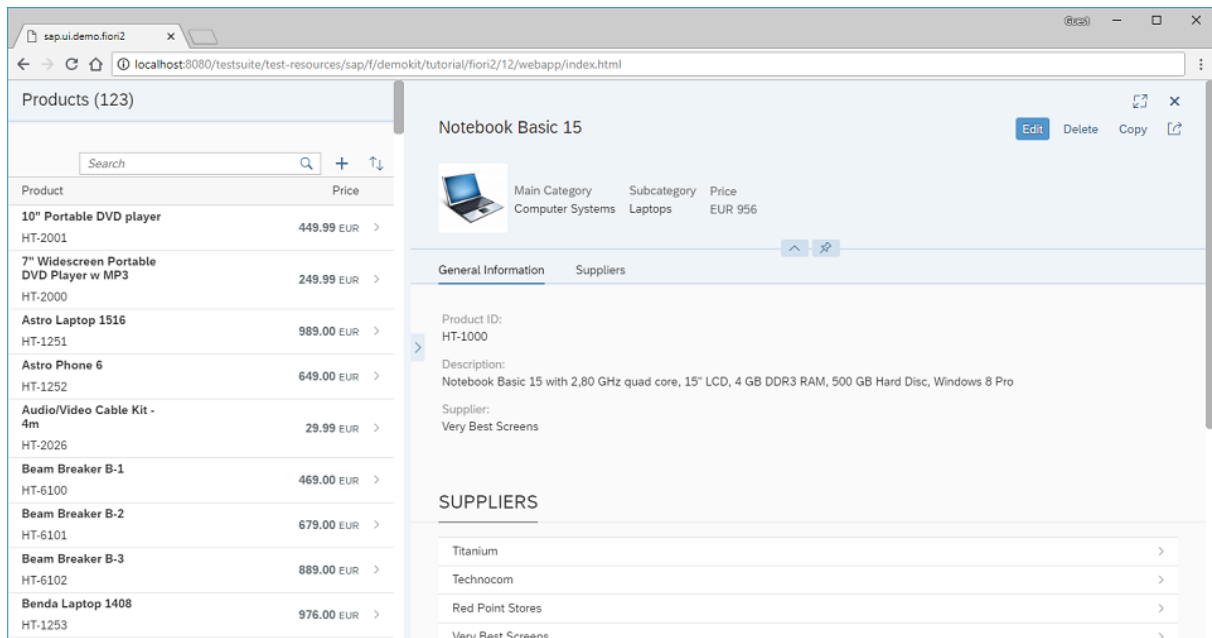 sap.ui.demo.fiori2
Guest
localhost:8080/testsuite/test-resources/sap/f/demokit/tutorial/fiori2/12/webapp/index.html
Products (123)
Search
Product Price
10" Portable DVD player
HT-2001
449.99 EUR
7" Widescreen Portable
DVD Player w MP3
HT-2000
249.99 EUR
Astro Laptop 1516
HT-1251
989.00 EUR
Astro Phone 6
HT-1252
649.00 EUR
Audio/Video Cable Kit -
4m
HT-2026
29.99 EUR
Beam Breaker B-1
HT-6100
469.00 EUR
Beam Breaker B-2
HT-6101
679.00 EUR
Beam Breaker B-3
HT-6102
889.00 EUR
Benda Laptop 1408
HT-1253
976.00 EUR
Notebook Basic 15
Edit Delete Copy
Main Category Subcategory Price
Computer Systems Laptops EUR 956
General Information Suppliers
Product ID:
HT-1000
Description:
Notebook Basic 15 with 2,80 GHz quad core, 15" LCD, 4 GB DDR3 RAM, 500 GB Hard Disc, Windows 8 Pro
Supplier:
Very Best Screens
SUPPLIERS
Titanium
Technocom
Red Point Stores
Very Best Screens